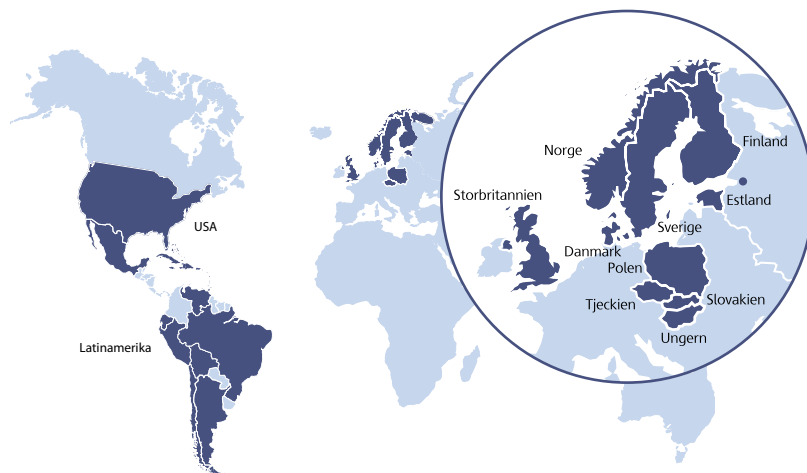 USA
Latinamerika
Norge
Finland
Storbritannien
Estland
Sverige
Danmark
Polen
Tjeckien
Slovakien
Ungern